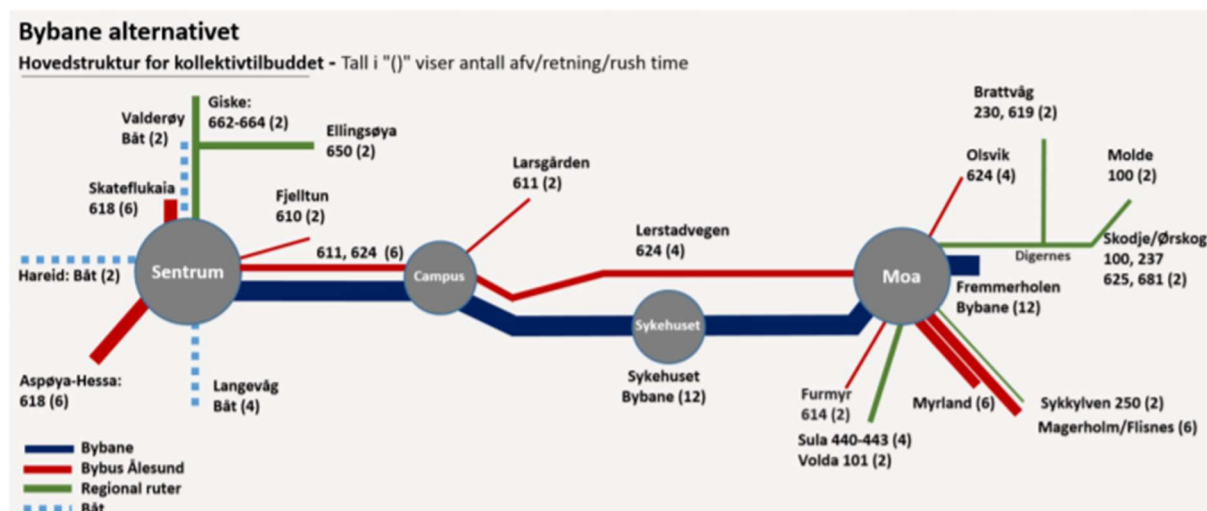 Bybane alternativet
Hovedstruktur for kollektivtilbuddet - Tall i "()" viser antall afv/retning/rush time
Giske:
662-664 (2)
Valderøy
Båt (2)
Ellingsøya
650 (2)
Skateflukaia
618 (6)
Fjelltun
610 (2)
Larsgården
611 (2)
Brattvåg
230, 619 (2)
Olsvik
624 (4)
Molde
100 (2)
Lerstadvegen
624 (4)
611, 624 (6)
Sentrum
Campus
Moa
Hareid: Båt (2)
Digernes
Skodje/Ørskog
100, 237
625, 681 (2)
Fremmerholen
Bybane (12)
Sykehuset
Sykehuset
Bybane (12)
Aspøya-Hessa:
618 (6)
Langevåg
Båt (4)
Furmyr
614 (2)
Myrland (6)
Sykkylven 250 (2)
Magerholm/Flisnes (6)
Sula 440-443 (4)
Volda 101 (2)
Bybane
Bybus Ålesund
Regional ruter
Båt